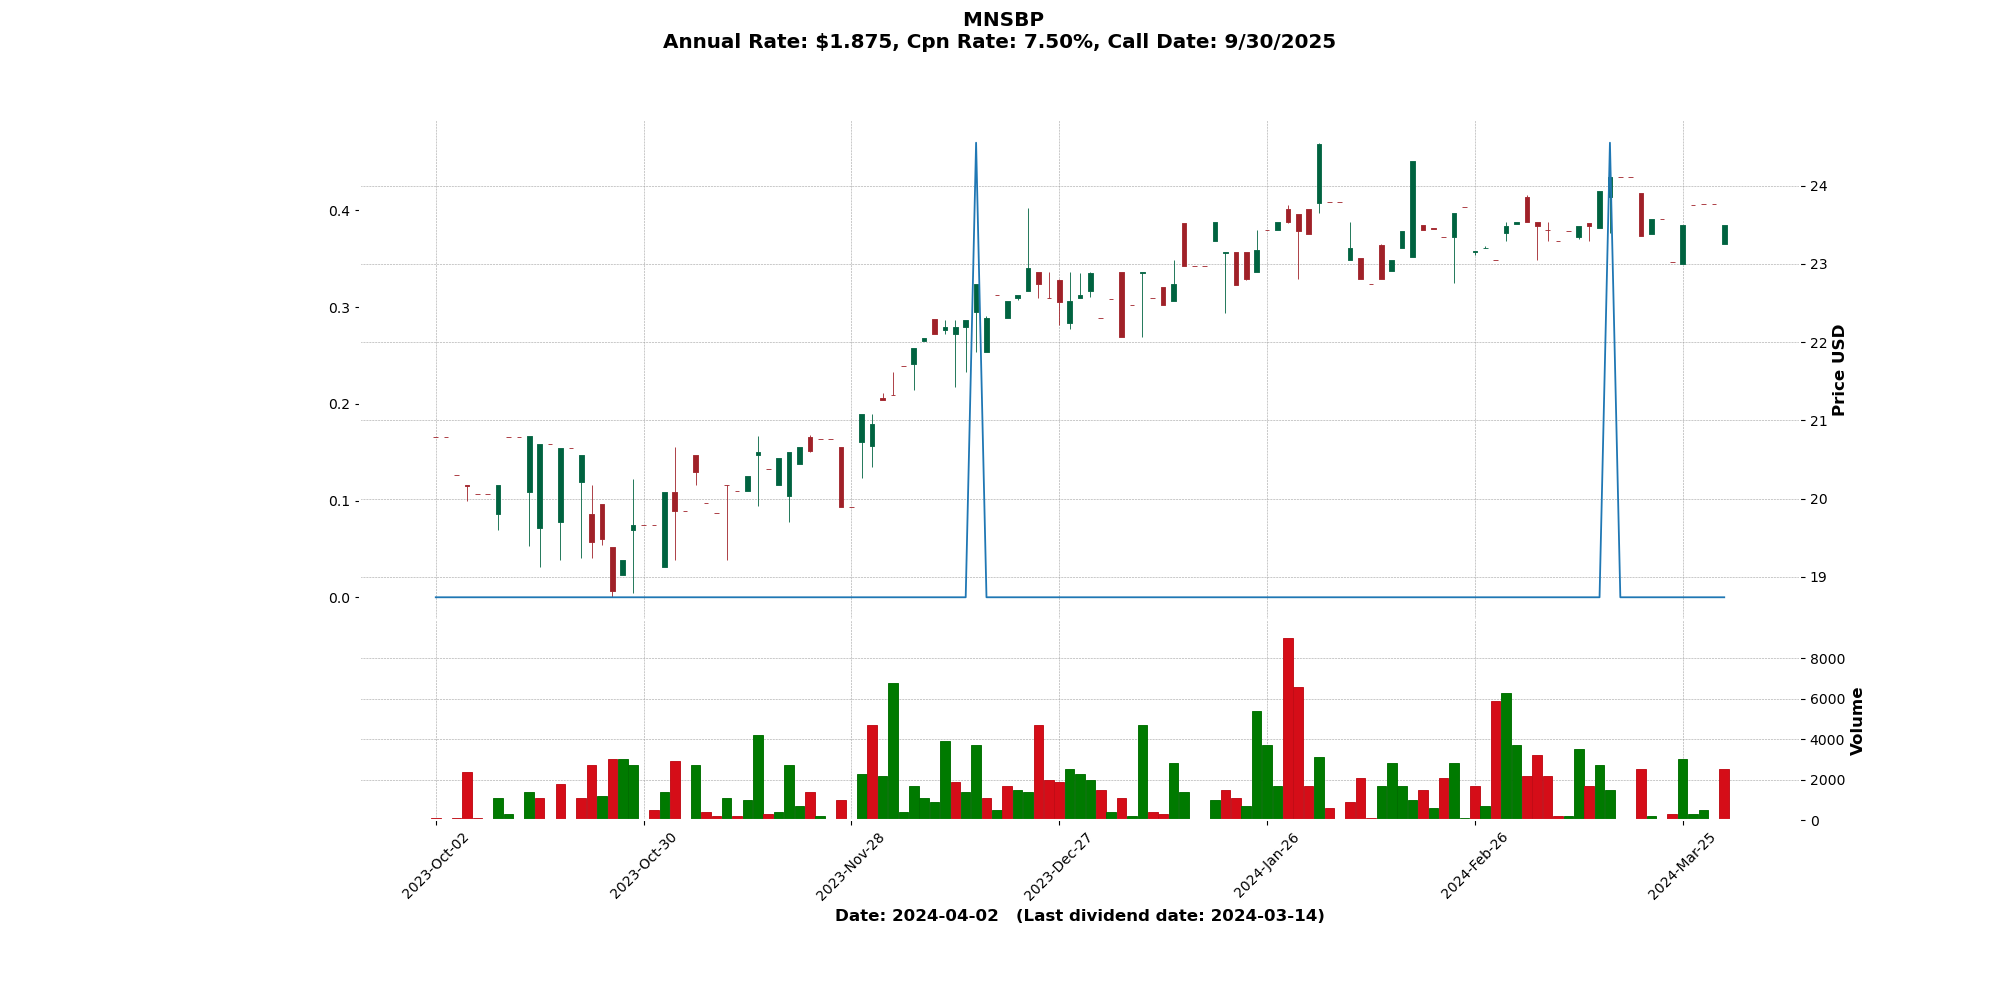 MNSBP
Annual Rate: $1.875, Cpn Rate: 7.50%, Call Date: 9/30/2025
0.4
0.3
0.2
0.1
0.0
24
23
22
21
20
19
Price USD
8000
6000
4000
2000
0
Volume
2023-Oct-02
2023-Oct-30
2023-Nov-28
2023-Dec-27
2024-Jan-26
2024-Feb-26
2024-Mar-25
Date: 2024-04-02 (Last dividend date: 2024-03-14)